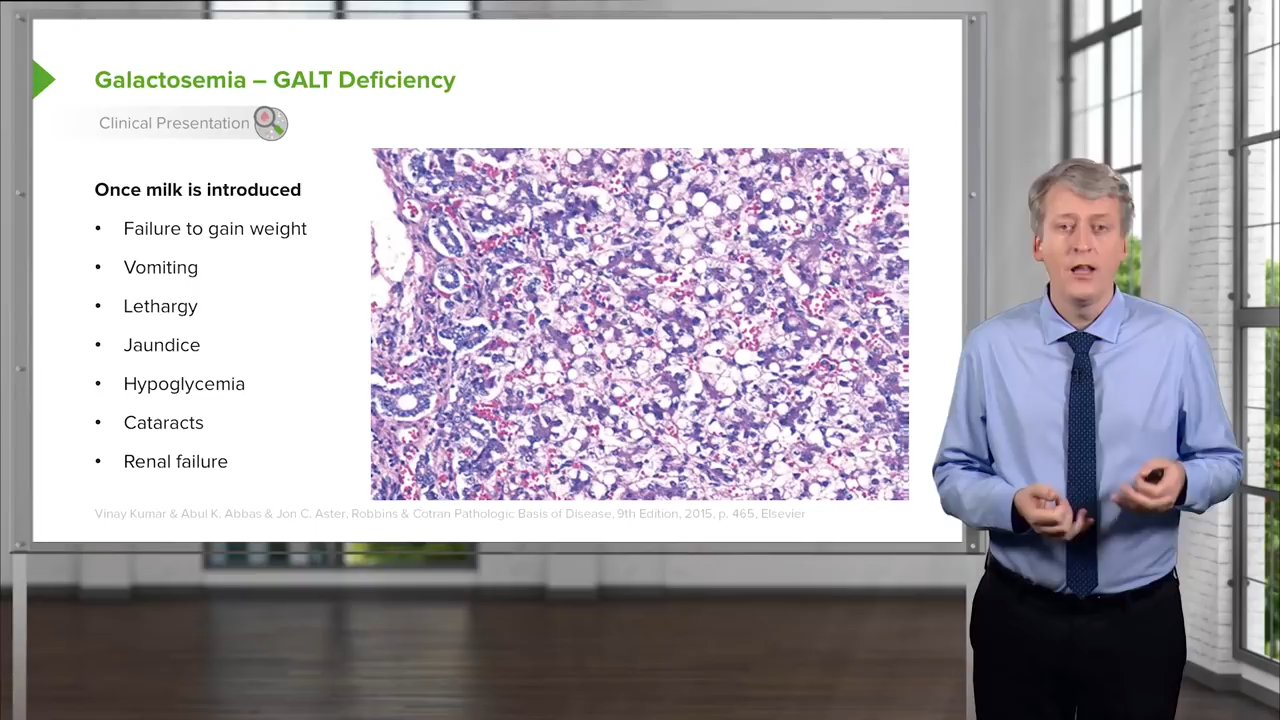 Galactosemia – GALT Deficiency
Clinical Presentation
Once milk is introduced
• Failure to gain weight
• Vomiting
• Lethargy
• Jaundice
• Hypoglycemia
• Cataracts
• Renal failure
Vinay Kumar & Abul K. Abbas & Jon C. Aster, Robbins & Cotran Pathologic Basis of Disease, 9th Edition, 2015, p. 465, Elsevier